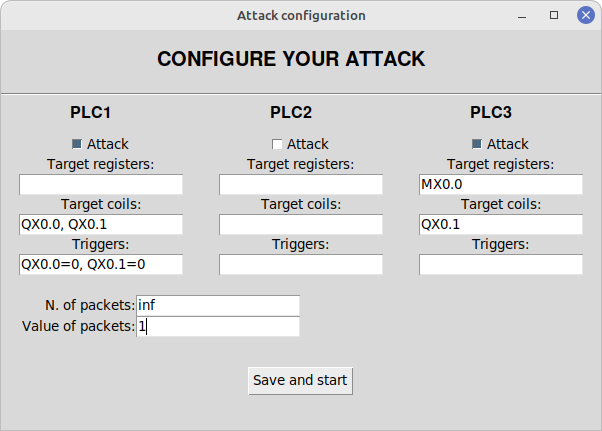 Attack configuration
CONFIGURE YOUR ATTACK
PLC1 PLC2 PLC3
Attack Attack Attack
Target registers: Target registers: Target registers:
MX0.0
Target coils: Target coils: Target coils:
QX0.0, QX0.1 QX0.1
Triggers: Triggers: Triggers:
QX0.0=0, QX0.1=0
N. of packets: inf
Value of packets: 1
Save and start